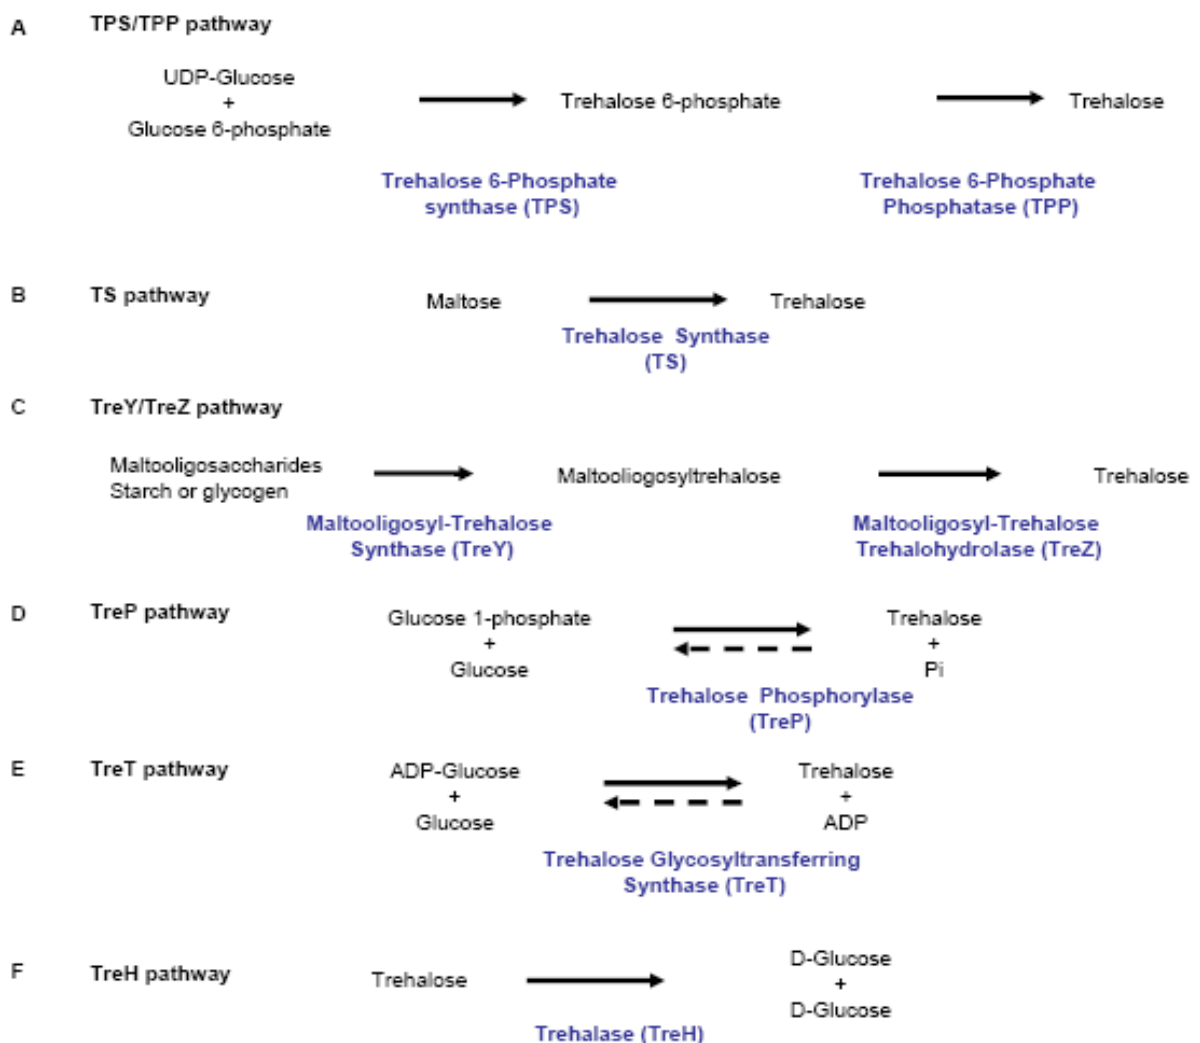 A TPS/TPP pathway
UDP-Glucose
+
Glucose 6-phosphate
Trehalose 6-phosphate
Trehalose
Trehalose 6-Phosphate
synthase (TPS)
Trehalose 6-Phosphate
Phosphatase (TPP)
B TS pathway
Maltose
Trehalose
Trehalose Synthase
(TS)
C TreY/TreZ pathway
Maltooligosaccharides
Starch or glycogen
Maltooliogosyltrehalose
Trehalose
Maltooligosyl-Trehalose
Synthase (TreY)
Maltooligosyl-Trehalose
Trehalohydrolase (TreZ)
D TreP pathway
Glucose 1-phosphate
+
Glucose
Trehalose
+
Pi
Trehalose Phosphorylase
(TreP)
E TreT pathway
ADP-Glucose
+
Glucose
Trehalose
+
ADP
Trehalose Glycosyltransferring
Synthase (TreT)
F TreH pathway
Trehalose
D-Glucose
+
D-Glucose
Trehalase (TreH)